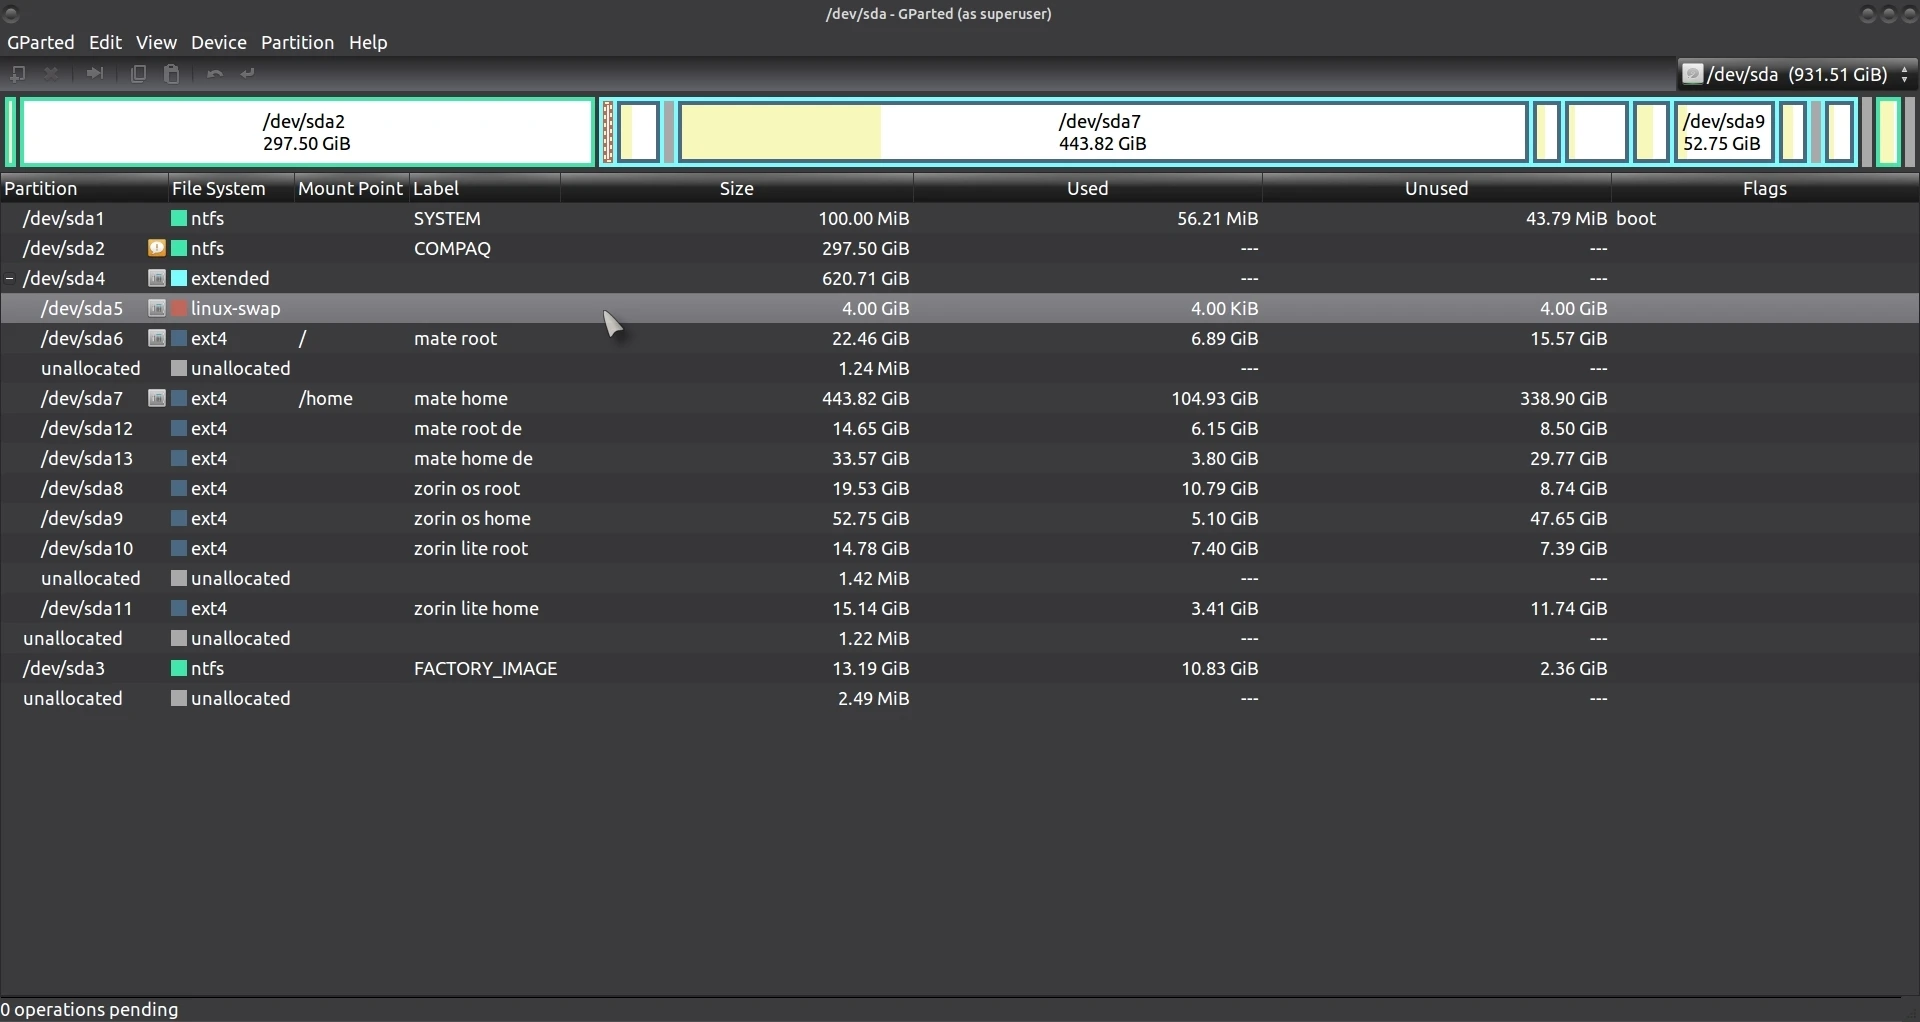 /dev/sda - GParted (as superuser)
GParted Edit View Device Partition Help
/dev/sda (931.51 GiB)
/dev/sda2 /dev/sda7 /dev/sda9
297.50 GiB 443.82 GiB 52.75 GiB
Partition File System Mount Point Label Size Used Unused Flags
/dev/sda1 ntfs SYSTEM 100.00 MiB 56.21 MiB 43.79 MiB boot
/dev/sda2 ntfs COMPAQ 297.50 GiB --- ---
/dev/sda4 extended 620.71 GiB --- ---
/dev/sda5 linux-swap 4.00 GiB 4.00 KiB 4.00 GiB
/dev/sda6 ext4 / mate root 22.46 GiB 6.89 GiB 15.57 GiB
unallocated unallocated 1.24 MiB --- ---
/dev/sda7 ext4 /home mate home 443.82 GiB 104.93 GiB 338.90 GiB
/dev/sda12 ext4 mate root de 14.65 GiB 6.15 GiB 8.50 GiB
/dev/sda13 ext4 mate home de 33.57 GiB 3.80 GiB 29.77 GiB
/dev/sda8 ext4 zorin os root 19.53 GiB 10.79 GiB 8.74 GiB
/dev/sda9 ext4 zorin os home 52.75 GiB 5.10 GiB 47.65 GiB
/dev/sda10 ext4 zorin lite root 14.78 GiB 7.40 GiB 7.39 GiB
unallocated unallocated 1.42 MiB --- ---
/dev/sda11 ext4 zorin lite home 15.14 GiB 3.41 GiB 11.74 GiB
unallocated unallocated 1.22 MiB --- ---
/dev/sda3 ntfs FACTORY_IMAGE 13.19 GiB 10.83 GiB 2.36 GiB
unallocated unallocated 2.49 MiB --- ---
0 operations pending